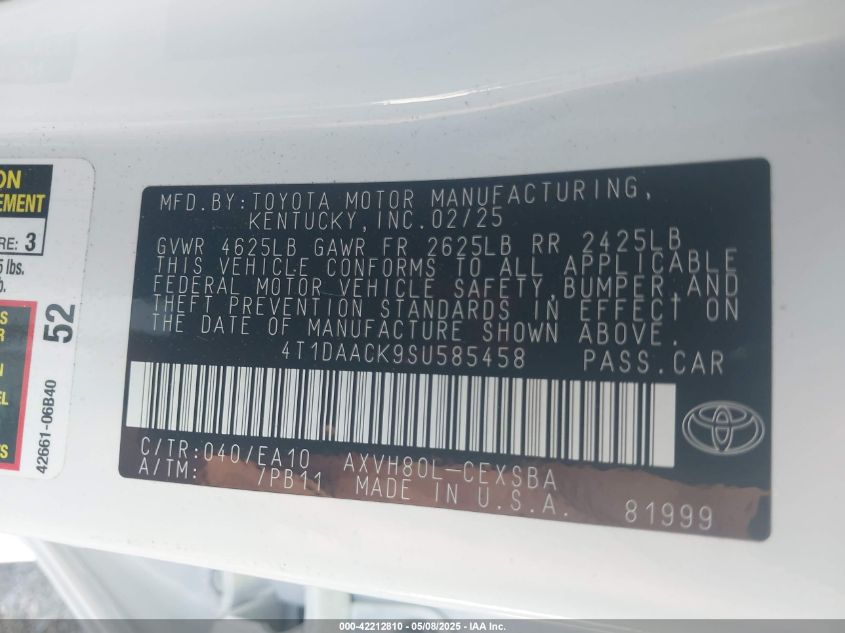 ON
EMENT
RE: 3
5 lbs.
b.
S
R
N
EL
WS
52
42661-06B40
MFD.BY:TOYOTA MOTOR MANUFACTURING,
KENTUCKY,INC.02/25
GVWR 4625LB GAWR FR 2625LB RR 2425LB
THIS VEHICLE CONFORMS TO ALL APPLICABLE
FEDERAL MOTOR VEHICLE SAFETY,BUMPER,AND
THEFT PREVENTION STANDARDS IN EFFECT ON
THE DATE OF MANUFACTURE SHOWN ABOVE.
4T1DAACK9SU585458 PASS.CAR
C/TR:040/EA10 AXVH80L-CEXSBA
A/TM: /PB11 MADE IN U.S.A.
81999
000-42212810 - 05/08/2025 - IAA Inc.